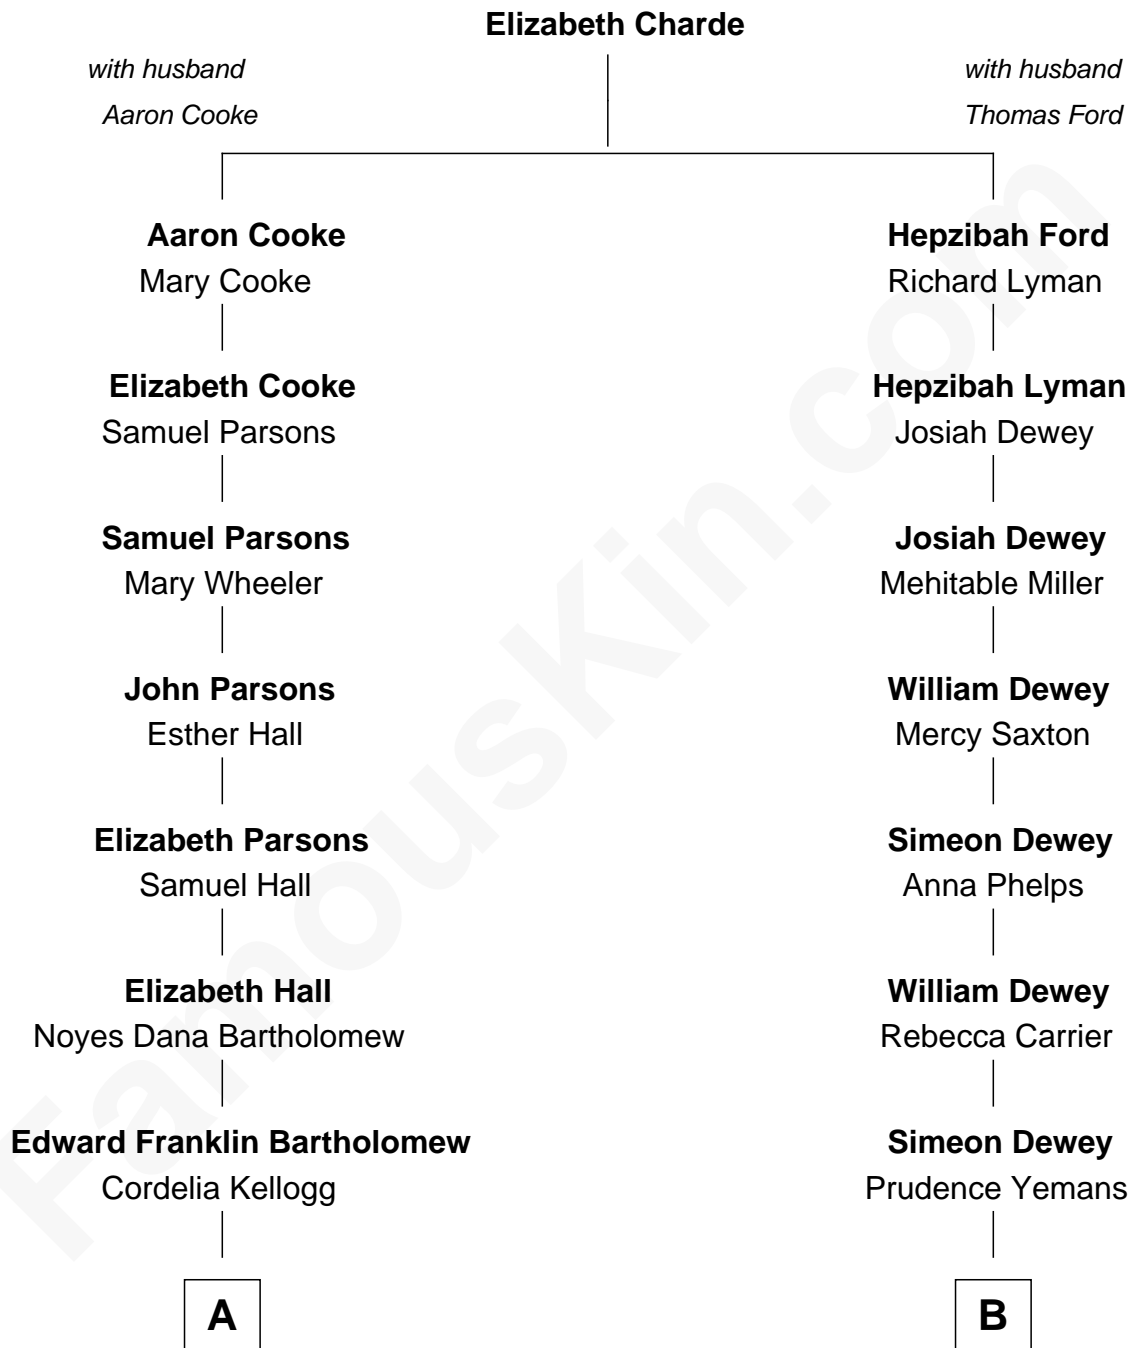 Elizabeth Charde
with husband
Aaron Cooke
with husband
Thomas Ford
Aaron Cooke
Mary Cooke
Hepzibah Ford
Richard Lyman
Elizabeth Cooke
Samuel Parsons
Hepzibah Lyman
Josiah Dewey
Samuel Parsons
Mary Wheeler
Josiah Dewey
Mehitable Miller
John Parsons
Esther Hall
William Dewey
Mercy Saxton
Elizabeth Parsons
Samuel Hall
Simeon Dewey
Anna Phelps
Elizabeth Hall
Noyes Dana Bartholomew
William Dewey
Rebecca Carrier
Edward Franklin Bartholomew
Cordelia Kellogg
Simeon Dewey
Prudence Yemans
A
B
FamousKin.com